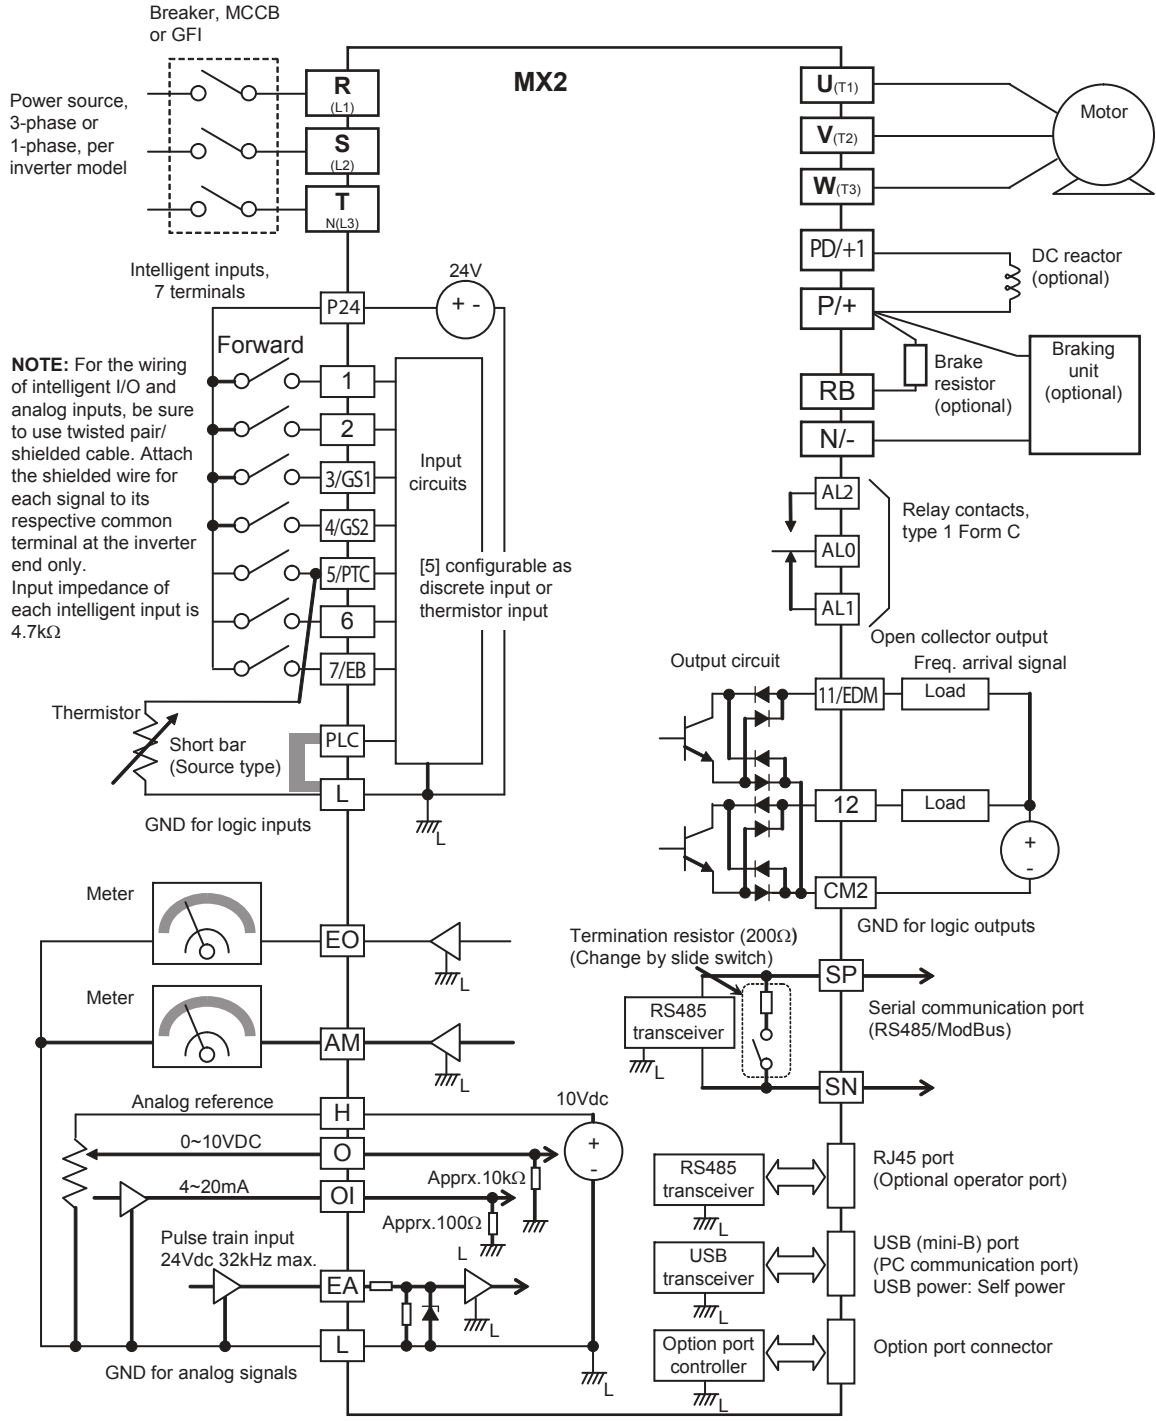 Breaker, MCCB
or GFI
Power source,
3-phase or
1-phase, per
inverter model
R
(L1)
S
(L2)
T
N(L3)
MX2
U(T1)
V(T2)
W(T3)
Motor
PD/+1
P/+
DC reactor
(optional)
Brake
resistor
(optional)
Braking
unit
(optional)
RB
N/-
Intelligent inputs,
7 terminals
P24
24V
+ -
Forward
NOTE: For the wiring
of intelligent I/O and
analog inputs, be sure
to use twisted pair/
shielded cable. Attach
the shielded wire for
each signal to its
respective common
terminal at the inverter
end only.
Input impedance of
each intelligent input is
4.7kΩ
1
2
3/GS1
4/GS2
5/PTC
6
7/EB
PLC
L
Input
circuits
[5] configurable as
discrete input or
thermistor input
AL2
AL0
AL1
Relay contacts,
type 1 Form C
Thermistor
Short bar
(Source type)
GND for logic inputs
L
Open collector output
Output circuit
Freq. arrival signal
11/EDM
Load
12
Load
+
-
CM2
GND for logic outputs
Meter
EO
L
Meter
AM
L
Termination resistor (200Ω)
(Change by slide switch)
SP
RS485
transceiver
L
Serial communication port
(RS485/ModBus)
SN
Analog reference
H
10Vdc
+
-
0~10VDC
O
Apprx.10kΩ
4~20mA
OI
Apprx.100Ω
L
Pulse train input
24Vdc 32kHz max.
EA
L
L
GND for analog signals
L
RS485
transceiver
L
RJ45 port
(Optional operator port)
USB
transceiver
L
USB (mini-B) port
(PC communication port)
USB power: Self power
Option port
controller
L
Option port connector